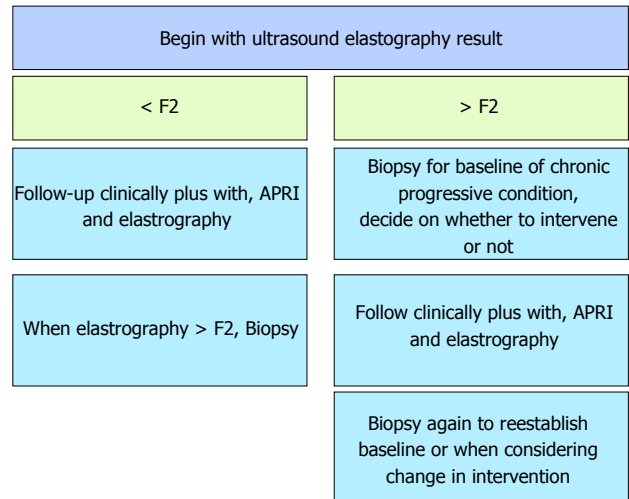 Begin with ultrasound elastography result
< F2
> F2
Follow-up clinically plus with, APRI
and elastrography
Biopsy for baseline of chronic
progressive condition,
decide on whether to intervene
or not
When elastrography > F2, Biopsy
Follow clinically plus with, APRI
and elastrography
Biopsy again to reestablish
baseline or when considering
change in intervention